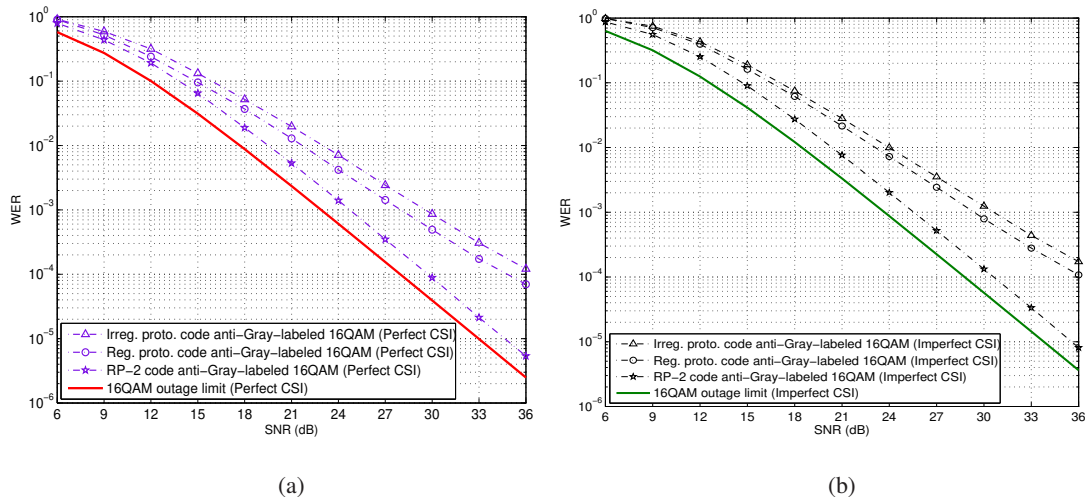 10^0
10^-1
10^-2
10^-3
10^-4
10^-5
10^-6
WER
6 9 12 15 18 21 24 27 30 33 36
SNR (dB)
Irreg. proto. code anti-Gray-labeled 16QAM (Perfect CSI)
Reg. proto. code anti-Gray-labeled 16QAM (Perfect CSI)
RP-2 code anti-Gray-labeled 16QAM (Perfect CSI)
16QAM outage limit (Perfect CSI)
(a)
10^0
10^-1
10^-2
10^-3
10^-4
10^-5
10^-6
WER
6 9 12 15 18 21 24 27 30 33 36
SNR (dB)
Irreg. proto. code anti-Gray-labeled 16QAM (Imperfect CSI)
Reg. proto. code anti-Gray-labeled 16QAM (Imperfect CSI)
RP-2 code anti-Gray-labeled 16QAM (Imperfect CSI)
16QAM outage limit (Imperfect CSI)
(b)